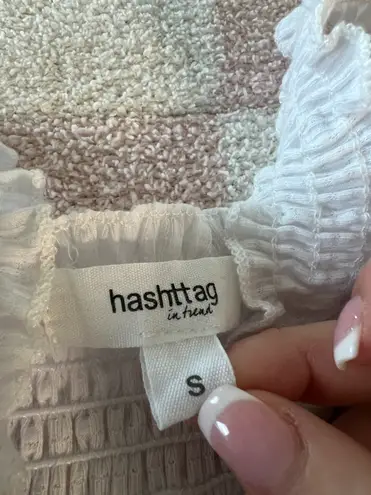 hashttag
in trend
S